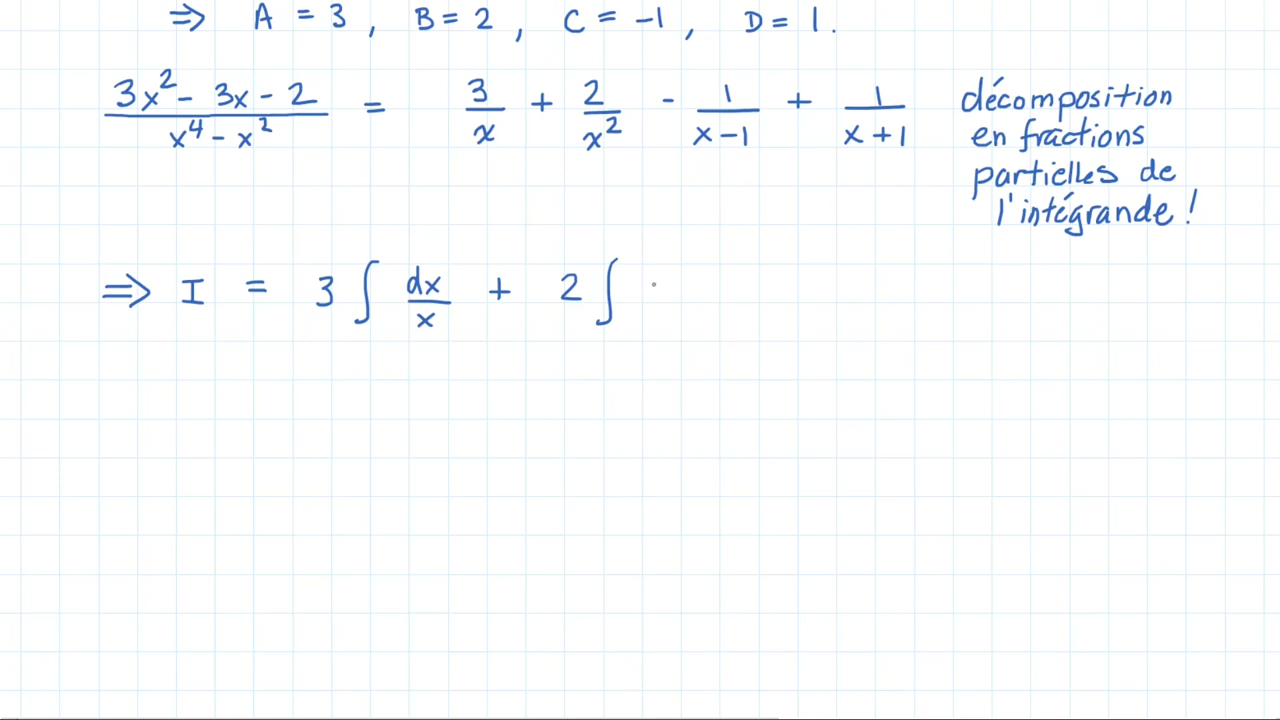 ⇒ A = 3, B = 2, C = -1, D = 1.
(3x² - 3x - 2)/(x⁴ - x²) = 3/x + 2/x² - 1/(x-1) + 1/(x+1)
décomposition
en fractions
partielles de
l'intégrande !
⇒ I = 3 ∫ dx/x + 2 ∫